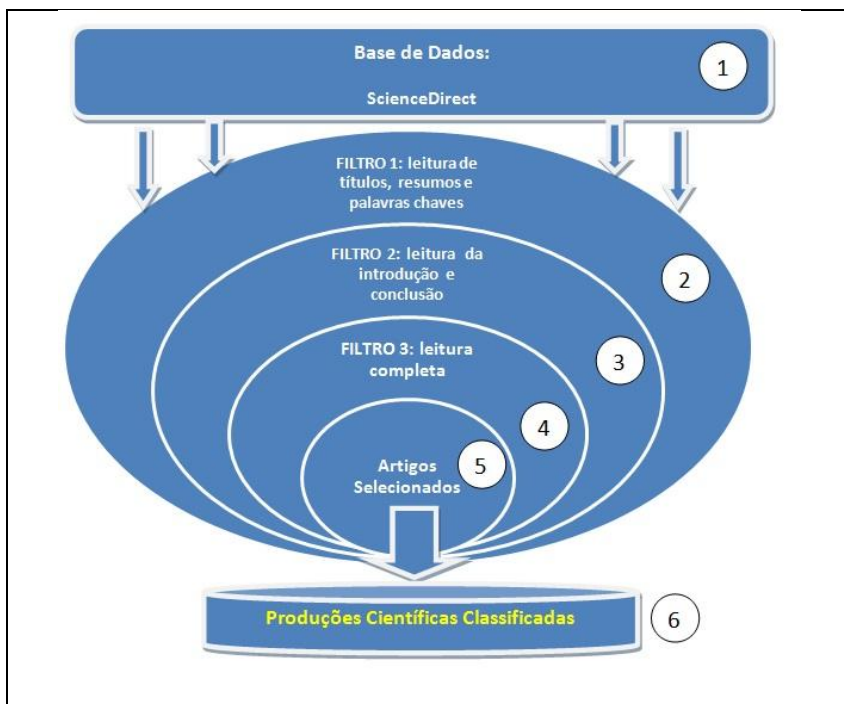 Base de Dados:
1
ScienceDirect
FILTRO 1: leitura de
títulos, resumos e
palavras chaves
FILTRO 2: leitura da
introdução e
conclusão
2
FILTRO 3: leitura
completa
3
4
Artigos
Selecionados
5
Produções Científicas Classificadas
6